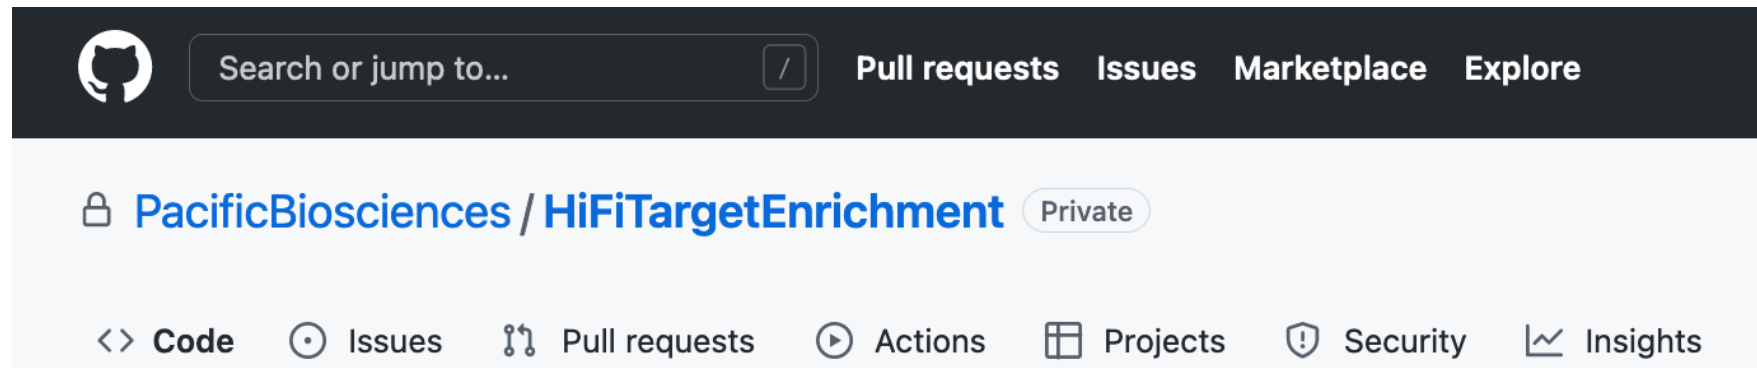 Search or jump to... / Pull requests Issues Marketplace Explore
PacificBiosciences / HiFiTargetEnrichment Private
<> Code Issues Pull requests Actions Projects Security Insights